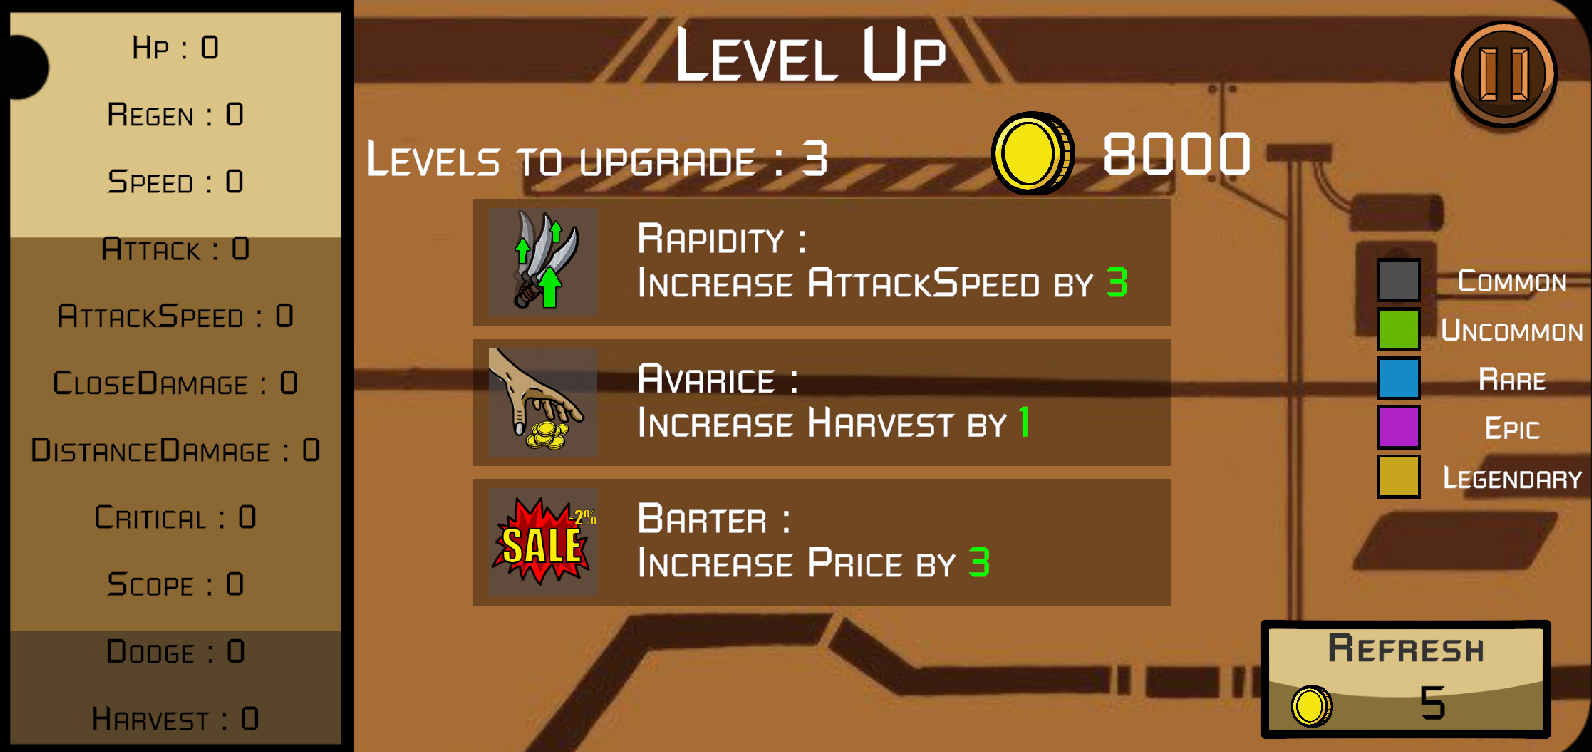 Hp : 0
Regen : 0
Speed : 0
Attack : 0
AttackSpeed : 0
CloseDamage : 0
DistanceDamage : 0
Critical : 0
Scope : 0
Dodge : 0
Harvest : 0
Level Up
Levels to upgrade : 3
8000
Rapidity :
Increase AttackSpeed by 3
Avarice :
Increase Harvest by 1
-2%
SALE
Barter :
Increase Price by 3
Common
Uncommon
Rare
Epic
Legendary
Refresh
5